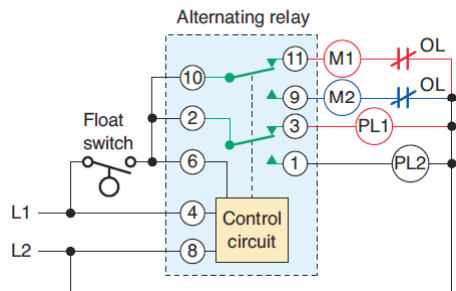 Alternating relay
11 M1 OL
10
9 M2 OL
2
3 PL1
Float
switch
6
1 PL2
L1
4 Control
circuit
L2
8